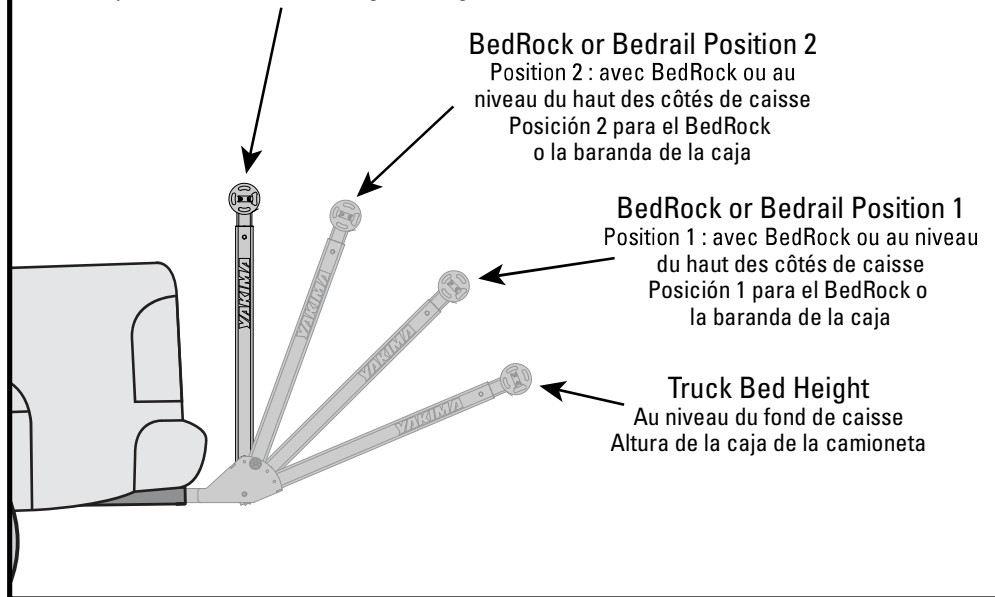 BedRock or Bedrail Position 2
Position 2 : avec BedRock ou au
niveau du haut des côtés de caisse
Posición 2 para el BedRock
o la baranda de la caja
BedRock or Bedrail Position 1
Position 1 : avec BedRock ou au niveau
du haut des côtés de caisse
Posición 1 para el BedRock o
la baranda de la caja
Truck Bed Height
Au niveau du fond de caisse
Altura de la caja de la camioneta
YAKIMA
YAKIMA
YAKIMA
YAKIMA